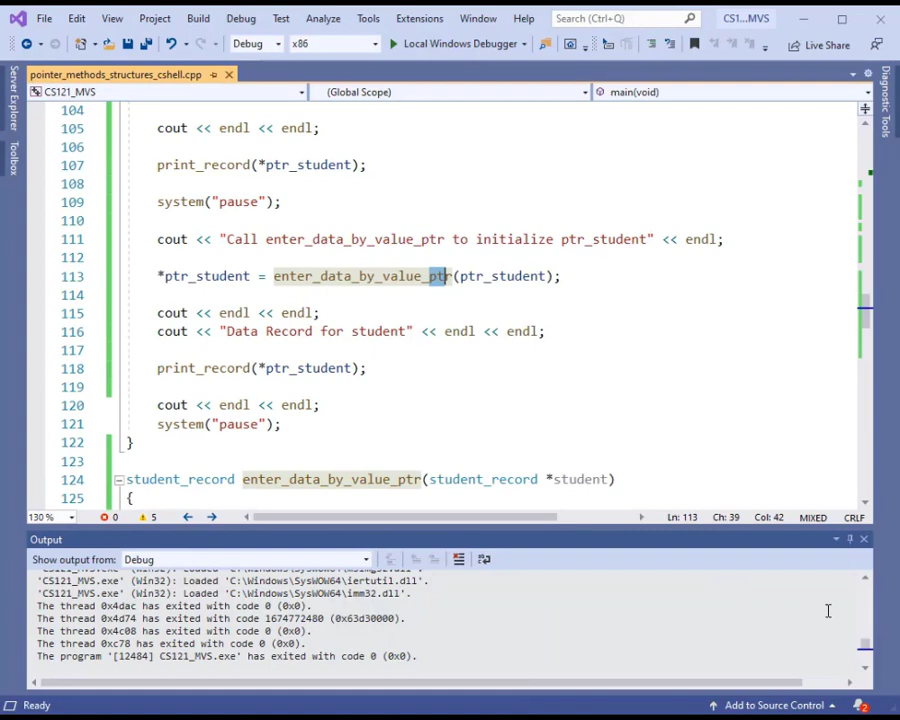 File Edit View Git Project Build Debug Test Analyze Tools Extensions Window Help Search (Ctrl+Q) CS1...MVS
Debug x86 Local Windows Debugger Live Share
pointer_methods_structures_cshell.cpp
CS121_MVS (Global Scope) main(void)
Server Explorer
Toolbox
Diagnostic Tools
104
105 cout << endl << endl;
106
107 print_record(*ptr_student);
108
109 system("pause");
110
111 cout << "Call enter_data_by_value_ptr to initialize ptr_student" << endl;
112
113 *ptr_student = enter_data_by_value_ptr(ptr_student);
114
115 cout << endl << endl;
116 cout << "Data Record for student" << endl << endl;
117
118 print_record(*ptr_student);
119
120 cout << endl << endl;
121 system("pause");
122 }
123
124 student_record enter_data_by_value_ptr(student_record *student)
125 {
130 % 0 5 Ln: 113 Ch: 39 Col: 42 MIXED CRLF
Output
Show output from: Debug
'CS121_MVS.exe' (Win32): Loaded 'C:\Windows\SysWOW64\iertutil.dll'.
'CS121_MVS.exe' (Win32): Loaded 'C:\Windows\SysWOW64\imm32.dll'.
The thread 0x4dac has exited with code 0 (0x0).
The thread 0x4d74 has exited with code 1674772480 (0x63d30000).
The thread 0x4c08 has exited with code 0 (0x0).
The thread 0xc78 has exited with code 0 (0x0).
The program '[12484] CS121_MVS.exe' has exited with code 0 (0x0).
Ready Add to Source Control 2